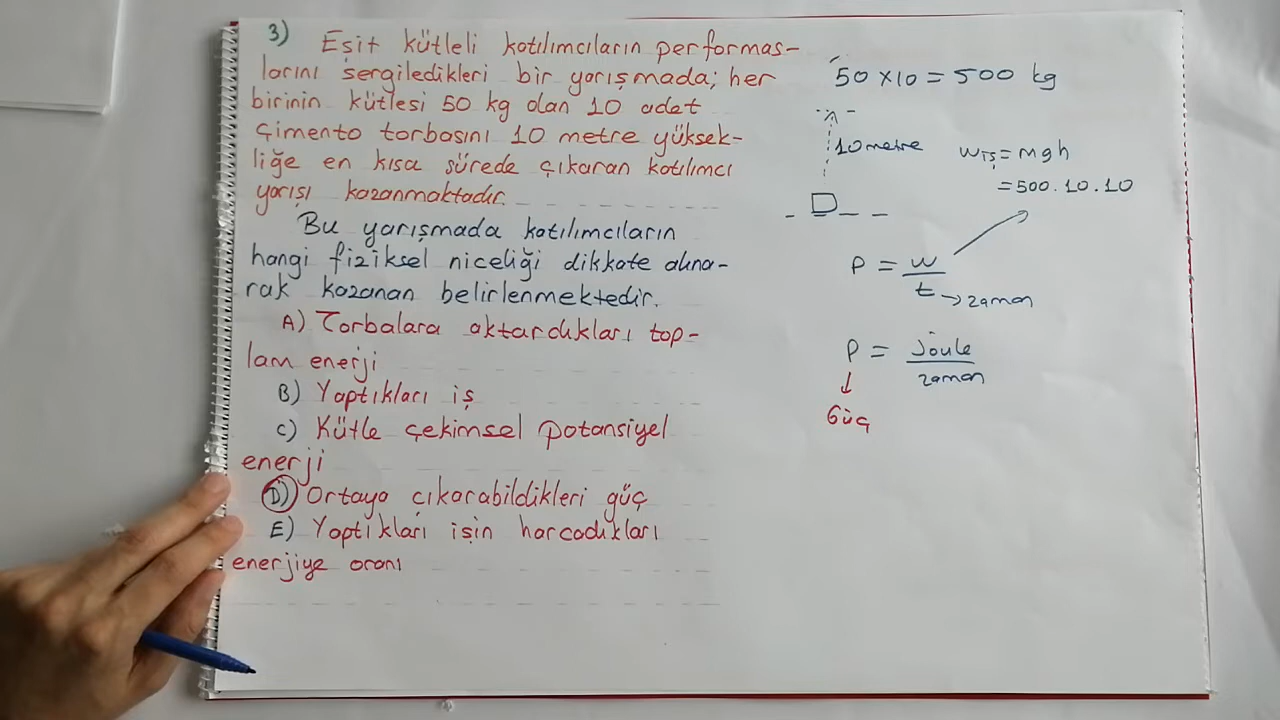 3) Eşit kütleli katılımcıların performas-
larını sergiledikleri bir yarışmada; her
birinin kütlesi 50 kg olan 10 adet
çimento torbasını 10 metre yüksek-
liğe en kısa sürede çıkaran katılımcı
yarışı kazanmaktadır.
Bu yarışmada katılımcıların
hangi fiziksel niceliği dikkate alına-
rak kazanan belirlenmektedir.
A) Torbalara aktardıkları top-
lam enerji
B) Yaptıkları iş
C) Kütle çekimsel potansiyel
enerji
D) Ortaya çıkarabildikleri güç
E) Yaptıkları işin harcadıkları
enerjiye oranı
50 x 10 = 500 kg
10 metre
WTŞ = mgh
= 500.10.10
P = W
t → zaman
P = Joule
zaman
Güç